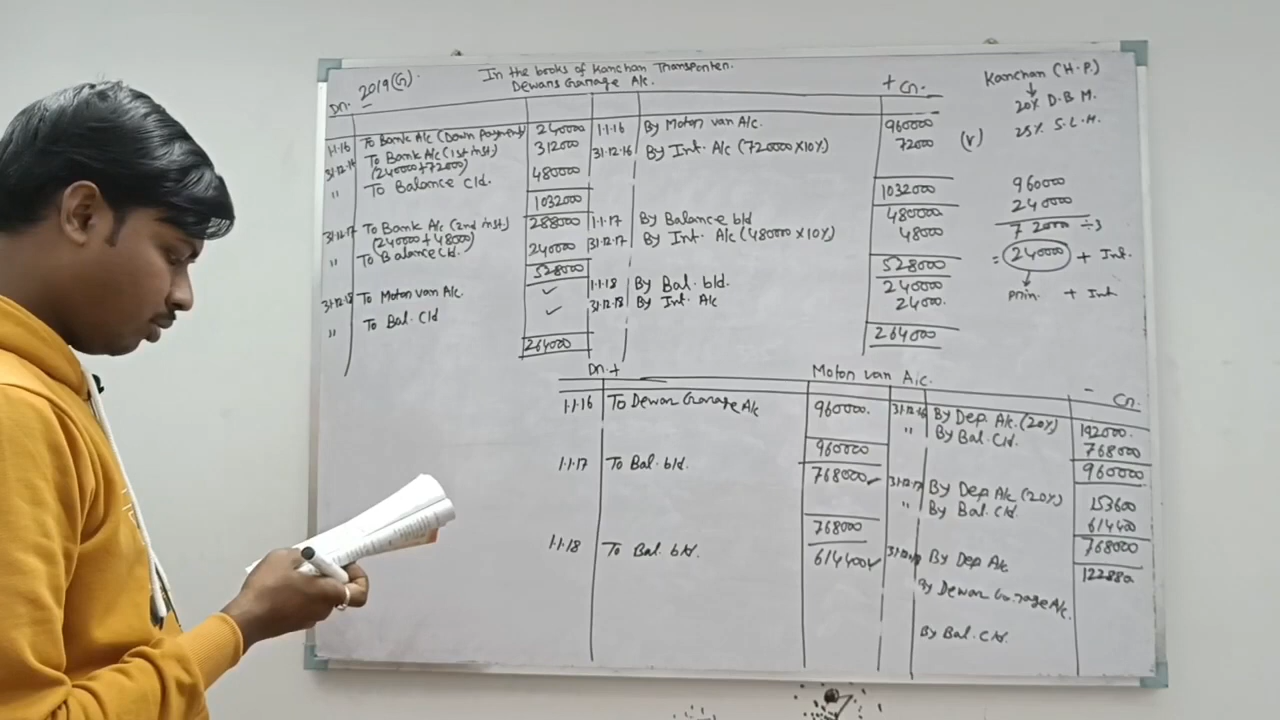 2019(G).
In the books of Kanchan Transporter.
Dewans Garage A/c.
Dr.
+ Cr.
1.1.16 To Bank A/c (Down Payment) 240000 1.1.16 By Motor van A/c. 960000
31.12.16 To Bank A/c (1st inst) 312000 31.12.16 By Int. A/c (720000 X10%) 72000 (r)
(240000+72000)
" To Balance c/d. 480000
1032000 1032000
31.12.17 To Bank A/c (2nd inst) 288000 1.1.17 By Balance b/d 480000
(240000+48000) 31.12.17 By Int. A/c (480000 X10%) 48000
" To Balance c/d. 240000
528000 528000
31.12.18 To Motor van A/c. ✓ 1.1.18 By Bal. b/d. 240000
" To Bal. c/d ✓ 31.12.18 By Int. A/c 24000.
264000 264000
Kanchan (H.P.)
↓
20% D.B.M.
25% S.L.M.
960000
240000
72000 ÷3
= 240000 + Int.
↓
Prin. + Int
Motor van A/c.
Dr. +
- Cr.
1.1.16 To Dewan Garage A/c 960000. 31.12.16 By Dep. A/c. (20%) 192000.
" By Bal. c/d. 768000
960000 960000
1.1.17 To Bal. b/d. 768000 ✓ 31.12.17 By Dep. A/c (20%) 153600
" By Bal. c/d. 614400
768000 768000
1.1.18 To Bal. b/d. 614400 ✓ By Dep A/c 122880
By Dewan Garage A/c.
By Bal. c/d.